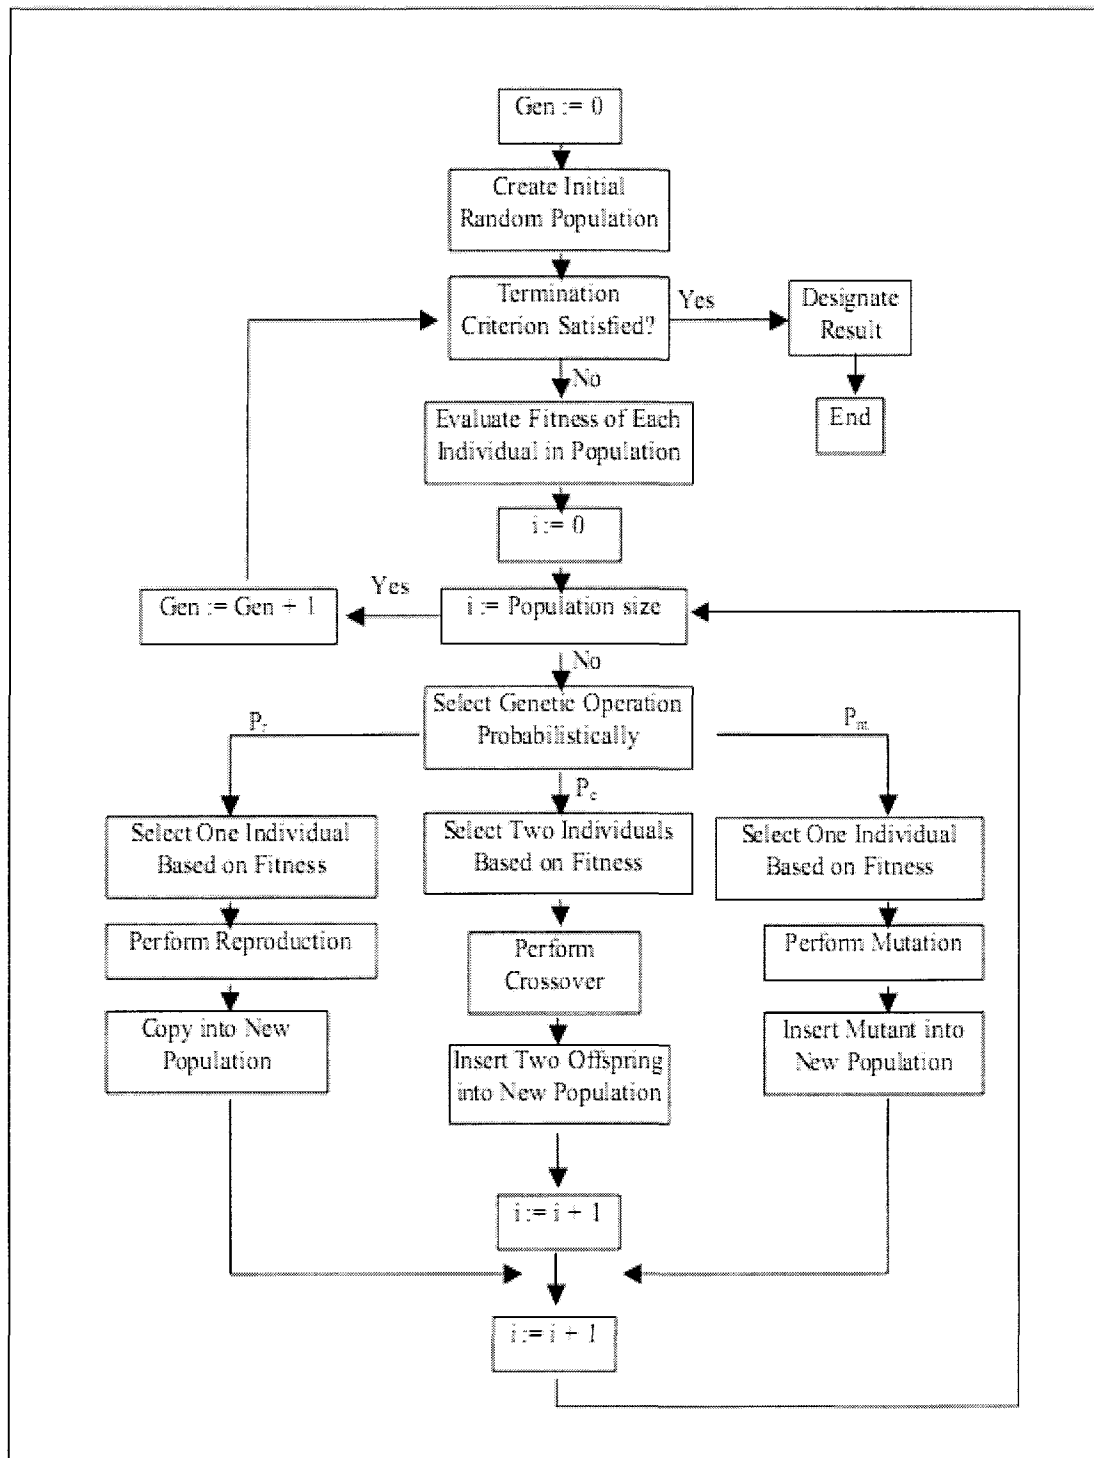 Gen := 0
Create Initial
Random Population
Termination
Criterion Satisfied?
Yes
Designate
Result
No
End
Evaluate Fitness of Each
Individual in Population
i := 0
Gen := Gen + 1
Yes
i := Population size
No
Select Genetic Operation
Probabilistically
Pr
Pc
Pm
Select One Individual
Based on Fitness
Select Two Individuals
Based on Fitness
Select One Individual
Based on Fitness
Perform Reproduction
Perform
Crossover
Perform Mutation
Copy into New
Population
Insert Two Offspring
into New Population
Insert Mutant into
New Population
i := i + 1
i := i + 1